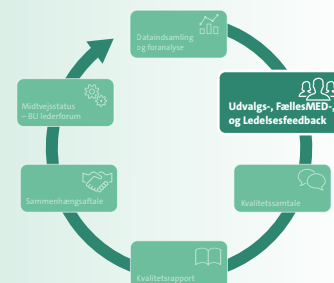 Dataindsamling
og foranalyse
Udvalgs-, FællesMED-,
og Ledelsesfeedback
Kvalitetssamtale
Kvalitetsrapport
Sammenhængsaftale
Midtvejsstatus
– BU lederforum